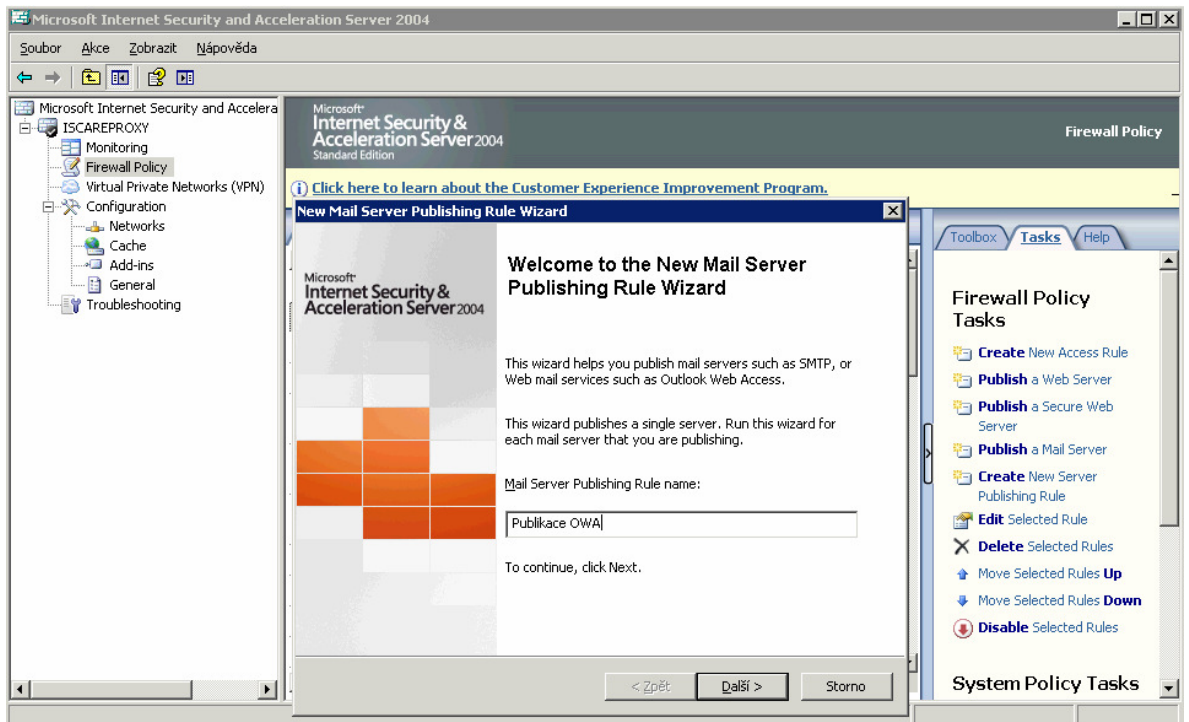 Microsoft Internet Security and Acceleration Server 2004
Soubor Akce Zobrazit Nápověda
Microsoft Internet Security and Accelera
ISCAREPROXY
Monitoring
Firewall Policy
Virtual Private Networks (VPN)
Configuration
Networks
Cache
Add-ins
General
Troubleshooting
Microsoft
Internet Security &
Acceleration Server 2004
Standard Edition
Firewall Policy
Click here to learn about the Customer Experience Improvement Program.
New Mail Server Publishing Rule Wizard
Microsoft
Internet Security &
Acceleration Server 2004
Welcome to the New Mail Server
Publishing Rule Wizard
This wizard helps you publish mail servers such as SMTP, or
Web mail services such as Outlook Web Access.
This wizard publishes a single server. Run this wizard for
each mail server that you are publishing.
Mail Server Publishing Rule name:
Publikace OWA
To continue, click Next.
< Zpět Další > Storno
Toolbox Tasks Help
Firewall Policy
Tasks
Create New Access Rule
Publish a Web Server
Publish a Secure Web
Server
Publish a Mail Server
Create New Server
Publishing Rule
Edit Selected Rule
Delete Selected Rules
Move Selected Rules Up
Move Selected Rules Down
Disable Selected Rules
System Policy Tasks